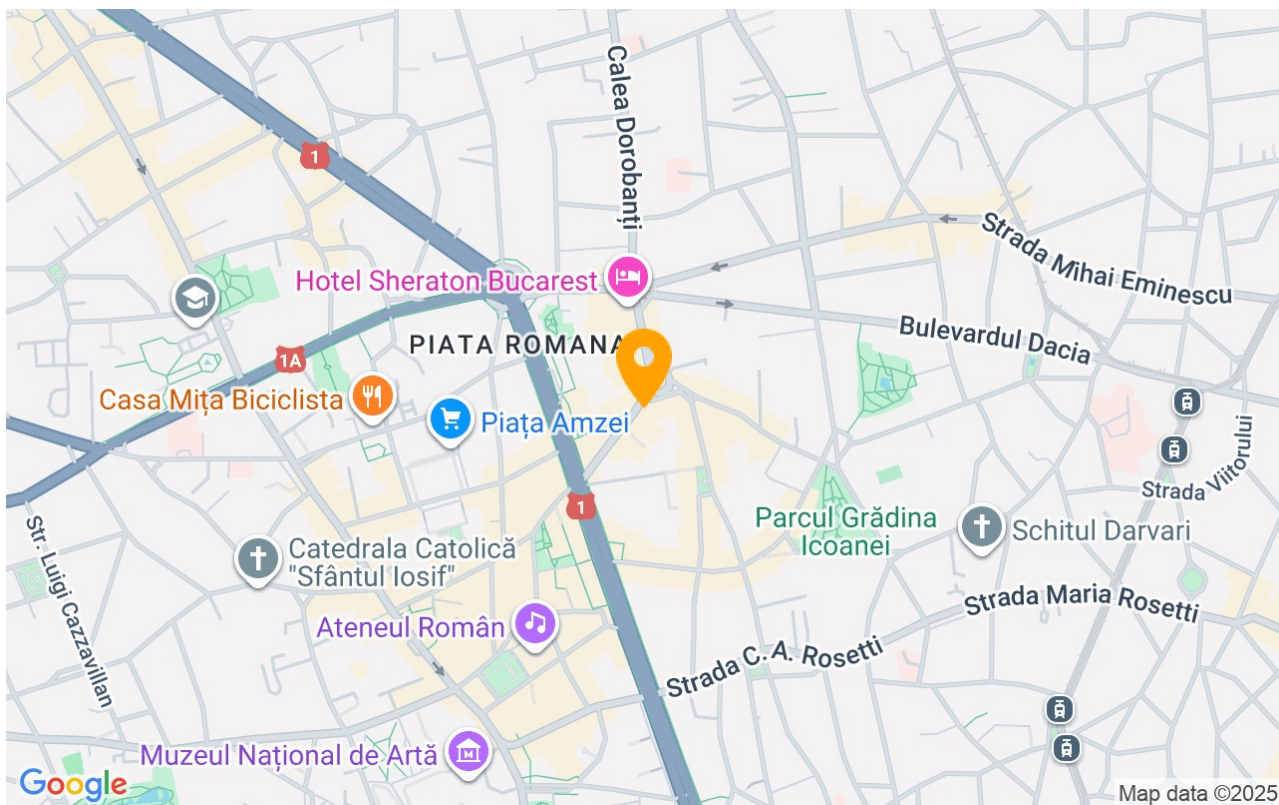 Calea Dorobanți
1
Strada Mihai Eminescu
Hotel Sheraton Bucarest
Bulevardul Dacia
PIATA ROMANA
1A
Casa Mița Biciclista
Piața Amzei
Strada Viitorului
1
Parcul Grădina
Icoanei
Schitul Darvari
Str. Luigi Cazzavillan
Catedrala Catolică
"Sfântul Iosif"
Strada Maria Rosetti
Ateneul Român
Strada C. A. Rosetti
Muzeul Național de Artă
M
Google
Map data ©2025